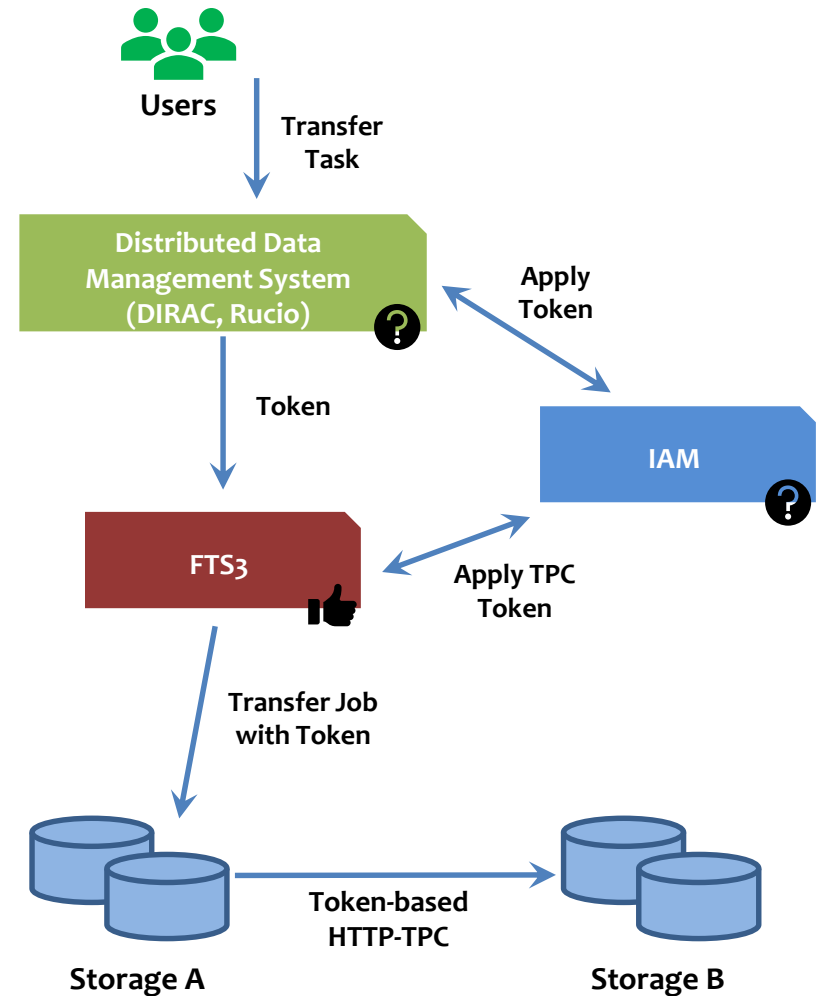 Users
Transfer
Task
Distributed Data
Management System
(DIRAC, Rucio)
?
Apply
Token
Token
IAM
?
FTS3
Apply TPC
Token
Transfer Job
with Token
Token-based
HTTP-TPC
Storage A
Storage B